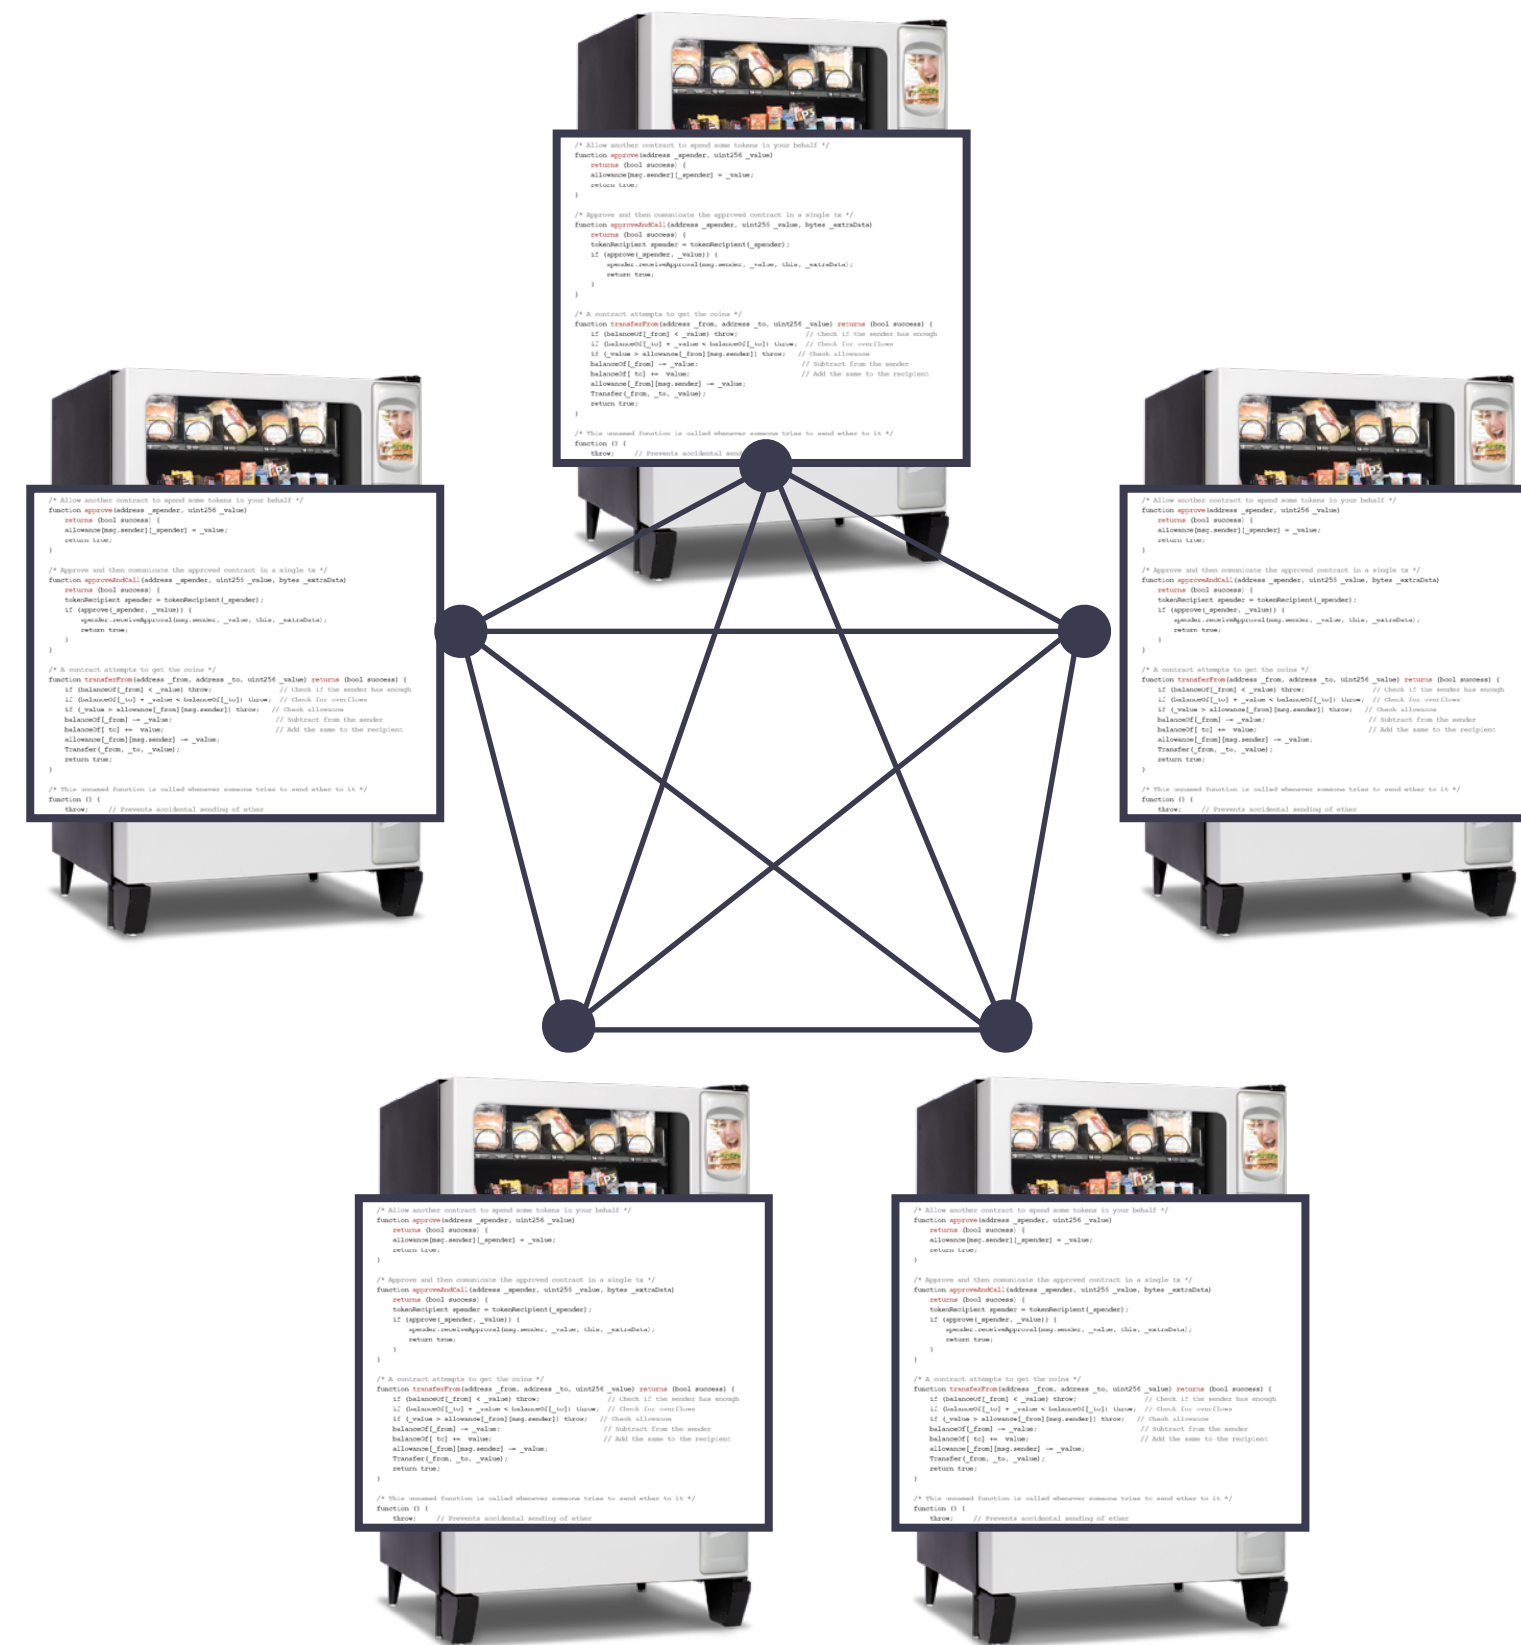 /* Allow another contract to spend some tokens in your behalf */
function approve(address _spender, uint256 _value)
returns (bool success) {
allowance[msg.sender][_spender] = _value;
return true;
}
/* Approve and then comunicate the approved contract in a single tx */
function approveAndCall(address _spender, uint256 _value, bytes _extraData)
returns (bool success) {
tokenRecipient spender = tokenRecipient(_spender);
if (approve(_spender, _value)) {
spender.receiveApproval(msg.sender, _value, this, _extraData);
return true;
}
}
/* A contract attempts to get the coins */
function transferFrom(address _from, address _to, uint256 _value) returns (bool success) {
if (balanceOf[_from] < _value) throw; // Check if the sender has enough
if (balanceOf[_to] + _value < balanceOf[_to]) throw; // Check for overflows
if (_value > allowance[_from][msg.sender]) throw; // Check allowance
balanceOf[_from] -= _value; // Subtract from the sender
balanceOf[_to] += _value; // Add the same to the recipient
allowance[_from][msg.sender] -= _value;
Transfer(_from, _to, _value);
return true;
}
/* This unnamed function is called whenever someone tries to send ether to it */
function () {
throw; // Prevents accidental send
/* Allow another contract to spend some tokens in your behalf */
function approve(address _spender, uint256 _value)
returns (bool success) {
allowance[msg.sender][_spender] = _value;
return true;
}
/* Approve and then comunicate the approved contract in a single tx */
function approveAndCall(address _spender, uint256 _value, bytes _extraData)
returns (bool success) {
tokenRecipient spender = tokenRecipient(_spender);
if (approve(_spender, _value)) {
spender.receiveApproval(msg.sender, _value, this, _extraData);
return true;
}
}
/* A contract attempts to get the coins */
function transferFrom(address _from, address _to, uint256 _value) returns (bool success) {
if (balanceOf[_from] < _value) throw; // Check if the sender has enough
if (balanceOf[_to] + _value < balanceOf[_to]) throw; // Check for overflows
if (_value > allowance[_from][msg.sender]) throw; // Check allowance
balanceOf[_from] -= _value; // Subtract from the sender
balanceOf[_to] += _value; // Add the same to the recipient
allowance[_from][msg.sender] -= _value;
Transfer(_from, _to, _value);
return true;
}
/* This unnamed function is called whenever someone tries to send ether to it */
function () {
throw; // Prevents accidental sending of ether
/* Allow another contract to spend some tokens in your behalf */
function approve(address _spender, uint256 _value)
returns (bool success) {
allowance[msg.sender][_spender] = _value;
return true;
}
/* Approve and then comunicate the approved contract in a single tx */
function approveAndCall(address _spender, uint256 _value, bytes _extraData)
returns (bool success) {
tokenRecipient spender = tokenRecipient(_spender);
if (approve(_spender, _value)) {
spender.receiveApproval(msg.sender, _value, this, _extraData);
return true;
}
}
/* A contract attempts to get the coins */
function transferFrom(address _from, address _to, uint256 _value) returns (bool success) {
if (balanceOf[_from] < _value) throw; // Check if the sender has enough
if (balanceOf[_to] + _value < balanceOf[_to]) throw; // Check for overflows
if (_value > allowance[_from][msg.sender]) throw; // Check allowance
balanceOf[_from] -= _value; // Subtract from the sender
balanceOf[_to] += _value; // Add the same to the recipient
allowance[_from][msg.sender] -= _value;
Transfer(_from, _to, _value);
return true;
}
/* This unnamed function is called whenever someone tries to send ether to it */
function () {
throw; // Prevents accidental sending of ether
/* Allow another contract to spend some tokens in your behalf */
function approve(address _spender, uint256 _value)
returns (bool success) {
allowance[msg.sender][_spender] = _value;
return true;
}
/* Approve and then comunicate the approved contract in a single tx */
function approveAndCall(address _spender, uint256 _value, bytes _extraData)
returns (bool success) {
tokenRecipient spender = tokenRecipient(_spender);
if (approve(_spender, _value)) {
spender.receiveApproval(msg.sender, _value, this, _extraData);
return true;
}
}
/* A contract attempts to get the coins */
function transferFrom(address _from, address _to, uint256 _value) returns (bool success) {
if (balanceOf[_from] < _value) throw; // Check if the sender has enough
if (balanceOf[_to] + _value < balanceOf[_to]) throw; // Check for overflows
if (_value > allowance[_from][msg.sender]) throw; // Check allowance
balanceOf[_from] -= _value; // Subtract from the sender
balanceOf[_to] += _value; // Add the same to the recipient
allowance[_from][msg.sender] -= _value;
Transfer(_from, _to, _value);
return true;
}
/* This unnamed function is called whenever someone tries to send ether to it */
function () {
throw; // Prevents accidental sending of ether
/* Allow another contract to spend some tokens in your behalf */
function approve(address _spender, uint256 _value)
returns (bool success) {
allowance[msg.sender][_spender] = _value;
return true;
}
/* Approve and then comunicate the approved contract in a single tx */
function approveAndCall(address _spender, uint256 _value, bytes _extraData)
returns (bool success) {
tokenRecipient spender = tokenRecipient(_spender);
if (approve(_spender, _value)) {
spender.receiveApproval(msg.sender, _value, this, _extraData);
return true;
}
}
/* A contract attempts to get the coins */
function transferFrom(address _from, address _to, uint256 _value) returns (bool success) {
if (balanceOf[_from] < _value) throw; // Check if the sender has enough
if (balanceOf[_to] + _value < balanceOf[_to]) throw; // Check for overflows
if (_value > allowance[_from][msg.sender]) throw; // Check allowance
balanceOf[_from] -= _value; // Subtract from the sender
balanceOf[_to] += _value; // Add the same to the recipient
allowance[_from][msg.sender] -= _value;
Transfer(_from, _to, _value);
return true;
}
/* This unnamed function is called whenever someone tries to send ether to it */
function () {
throw; // Prevents accidental sending of ether